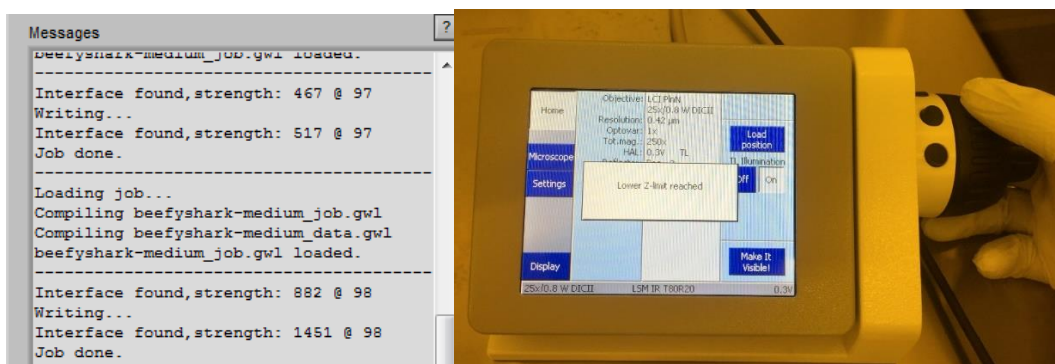 Messages
?
beefyshark-medium_job.gwl loaded.
----------------------------------------
Interface found,strength: 467 @ 97
Writing...
Interface found,strength: 517 @ 97
Job done.
----------------------------------------
Loading job...
Compiling beefyshark-medium_job.gwl
Compiling beefyshark-medium_data.gwl
beefyshark-medium_job.gwl loaded.
----------------------------------------
Interface found,strength: 882 @ 98
Writing...
Interface found,strength: 1451 @ 98
Job done.
Home
Microscope
Settings
Display
Objective: LCI PlnN
25x/0.8 W DICII
Resolution: 0.42 µm
Optovar: 1x
Tot.mag.: 250x
HAL: 0.3V TL
Lower Z-limit reached
Load
position
TL Illumination
Off On
Make It
Visible!
25x/0.8 W DICII LSM IR T80R20 0.3V